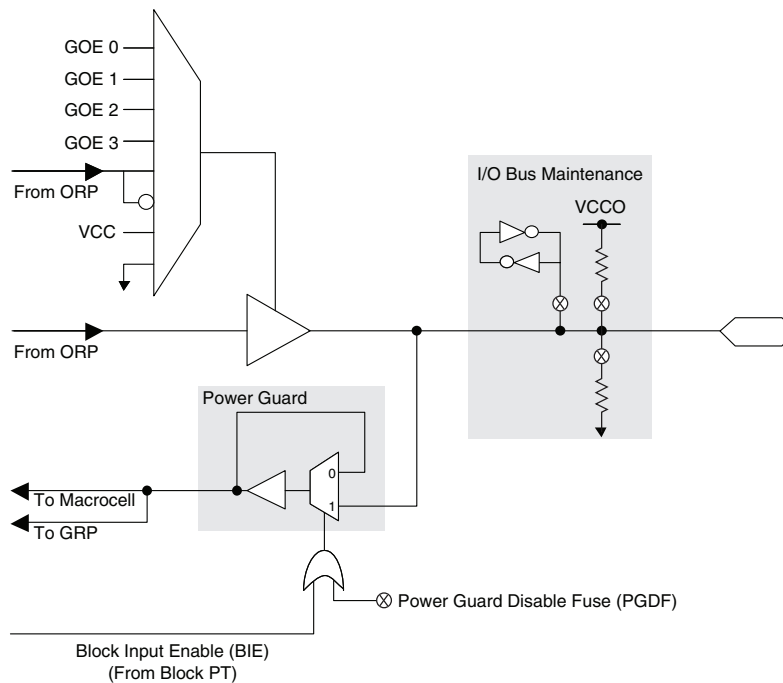 GOE 0
GOE 1
GOE 2
GOE 3
From ORP
VCC
From ORP
I/O Bus Maintenance
VCCO
Power Guard
0
1
To Macrocell
To GRP
Power Guard Disable Fuse (PGDF)
Block Input Enable (BIE)
(From Block PT)